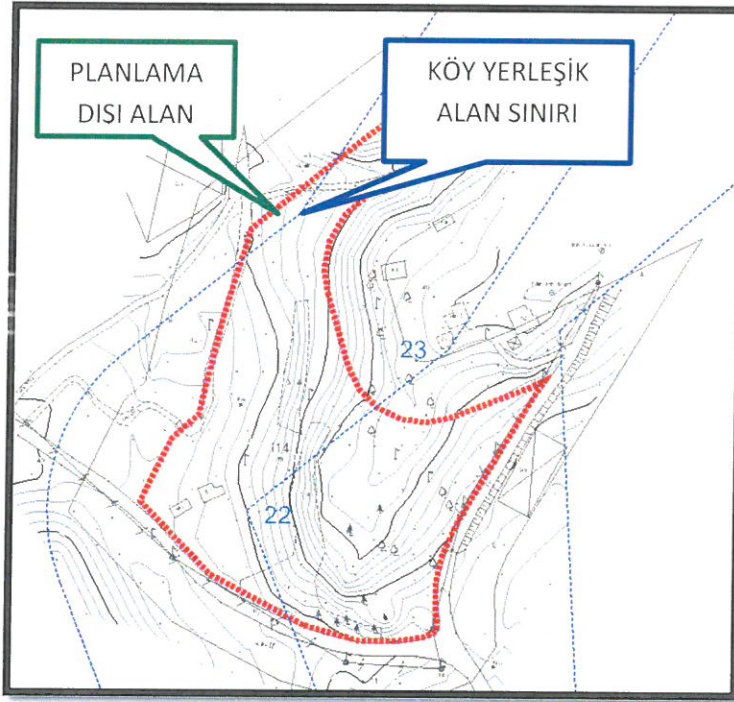 PLANLAMA
DIŞI ALAN
KÖY YERLEŞİK
ALAN SINIRI
23
22